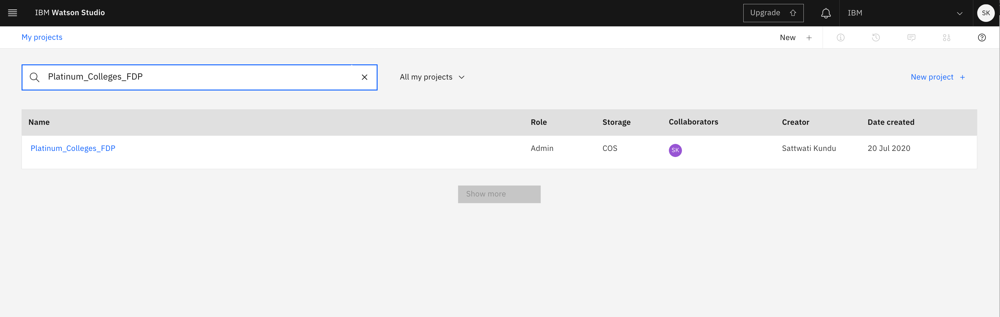 IBM Watson Studio Upgrade IBM SK
My projects New
Platinum_Colleges_FDP All my projects New project +
Name Role Storage Collaborators Creator Date created
Platinum_Colleges_FDP Admin COS SK Sattwati Kundu 20 Jul 2020
Show more